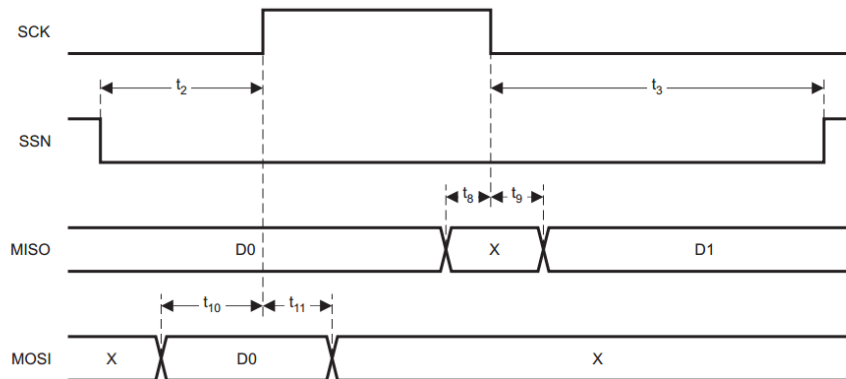 SCK
t2 t3
SSN
t8 t9
MISO D0 X D1
t10 t11
MOSI X D0 X